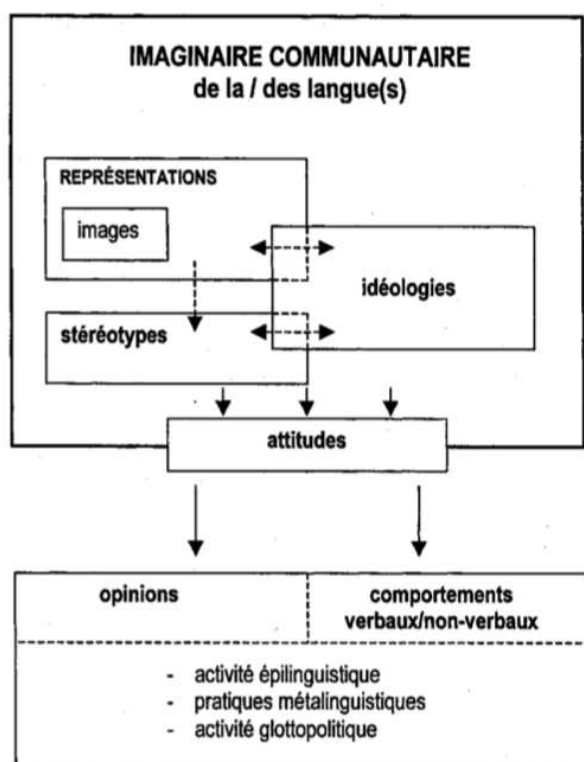 IMAGINAIRE COMMUNAUTAIRE
de la / des langue(s)
REPRÉSENTATIONS
images
idéologies
stéréotypes
attitudes
opinions
comportements
verbaux/non-verbaux
- activité épilinguistique
- pratiques métalinguistiques
- activité glottopolitique